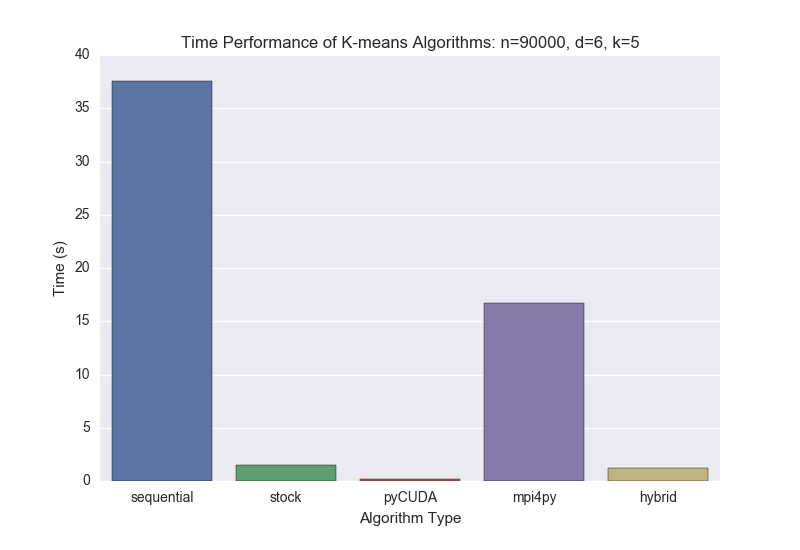 Time Performance of K-means Algorithms: n=90000, d=6, k=5
40
35
30
25
20
15
10
5
0
Time (s)
sequential stock pyCUDA mpi4py hybrid
Algorithm Type